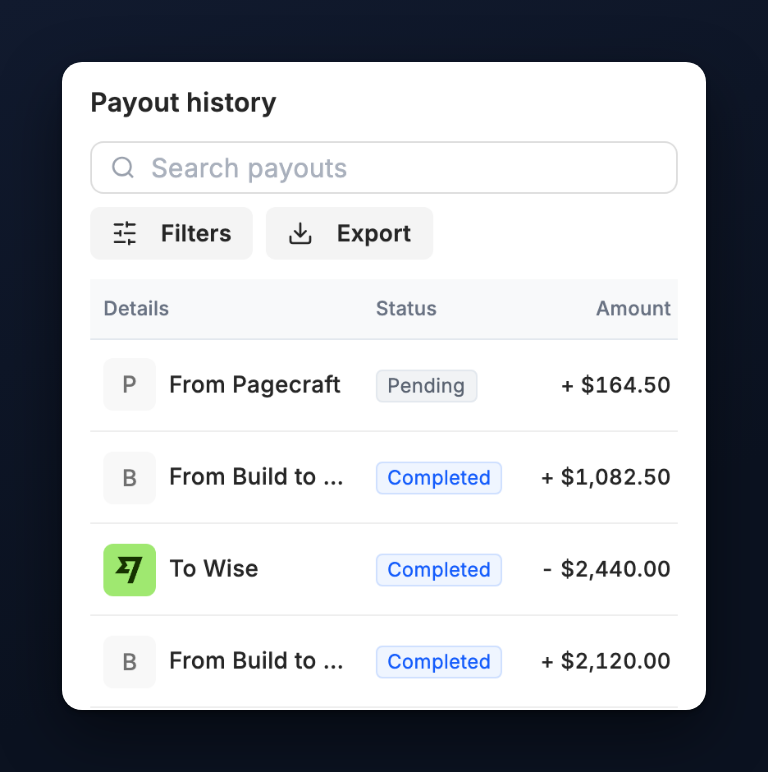 Payout history
Search payouts
Filters Export
Details Status Amount
P From Pagecraft Pending + $164.50
B From Build to ... Completed + $1,082.50
To Wise Completed - $2,440.00
B From Build to ... Completed + $2,120.00